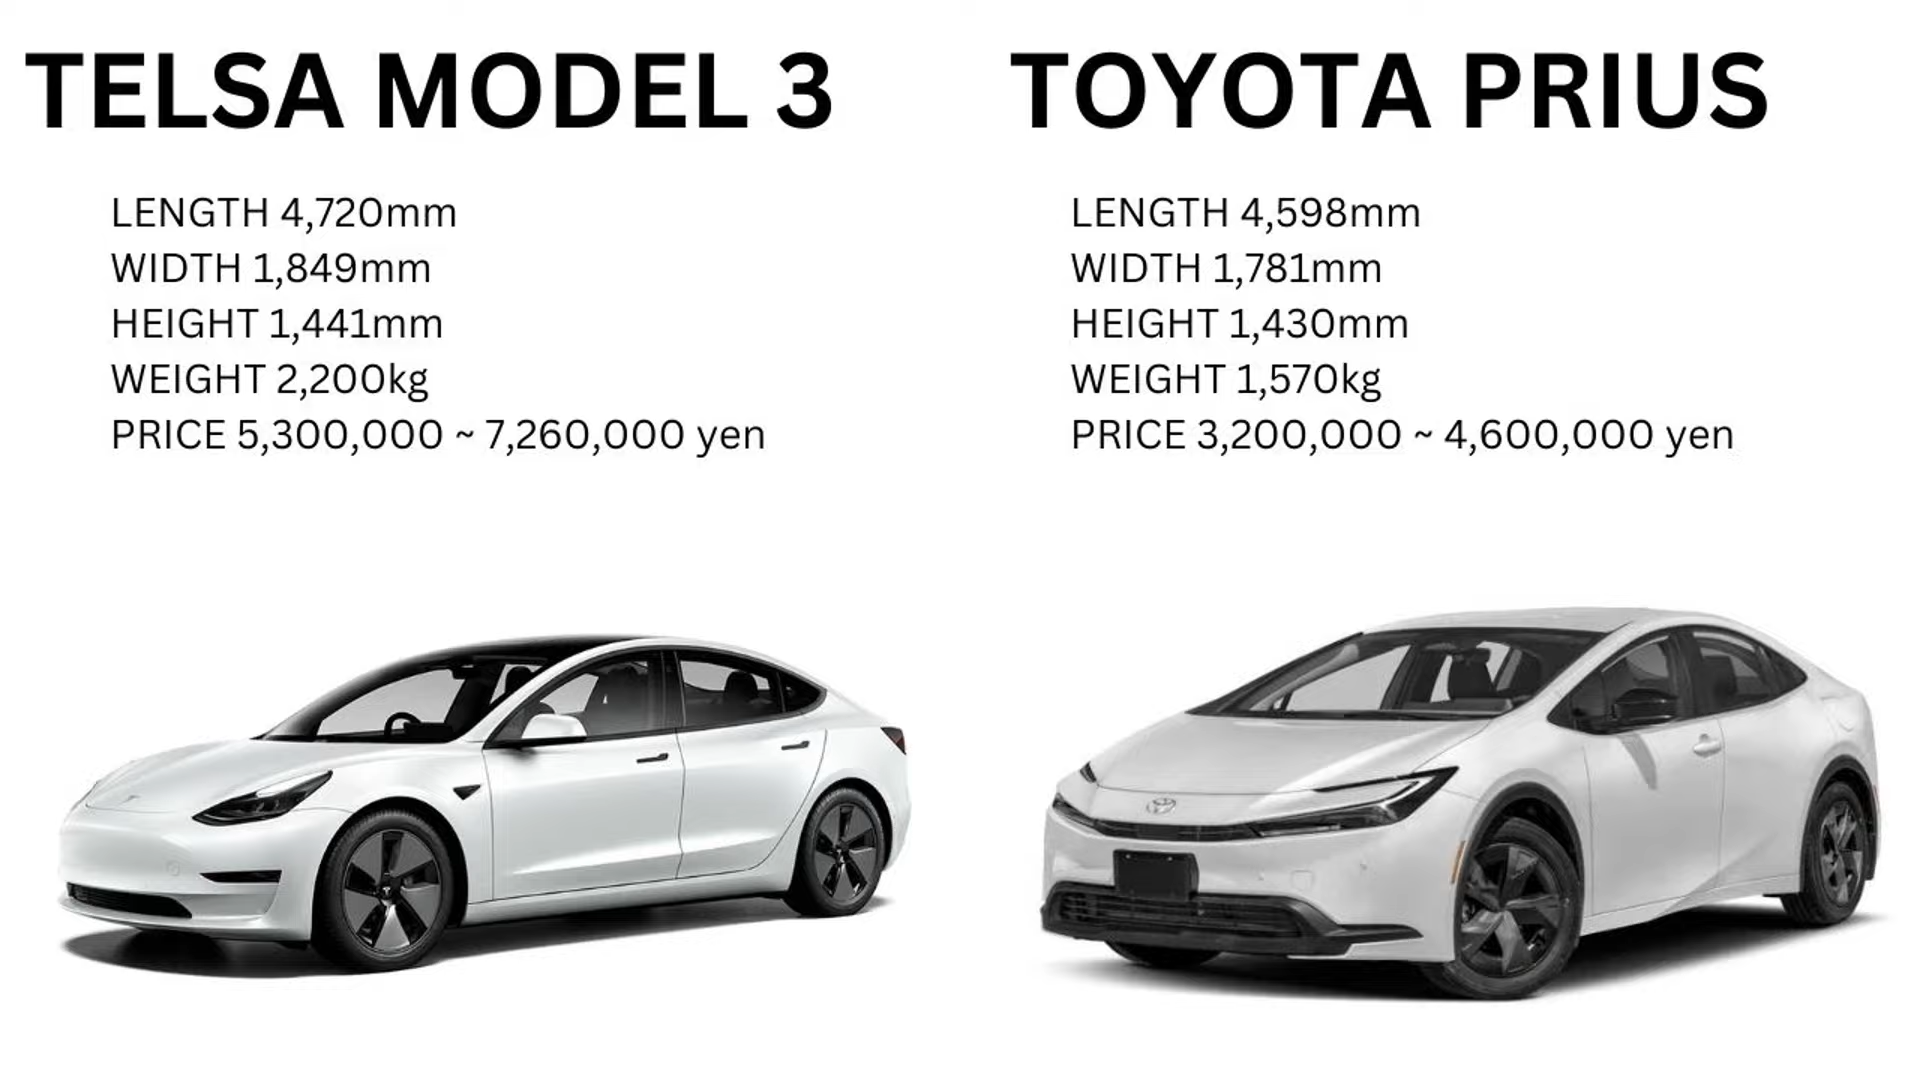 TELSA MODEL 3
LENGTH 4,720mm
WIDTH 1,849mm
HEIGHT 1,441mm
WEIGHT 2,200kg
PRICE 5,300,000 ~ 7,260,000 yen
TOYOTA PRIUS
LENGTH 4,598mm
WIDTH 1,781mm
HEIGHT 1,430mm
WEIGHT 1,570kg
PRICE 3,200,000 ~ 4,600,000 yen